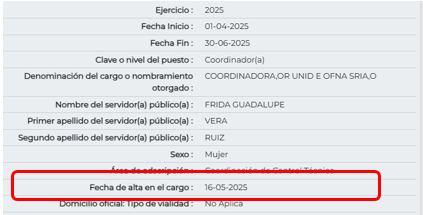 Ejercicio : 2025
Fecha Inicio : 01-04-2025
Fecha Fin : 30-06-2025
Clave o nivel del puesto : Coordinador(a)
Denominación del cargo o nombramiento COORDINADORA,OR UNID E OFNA SRIA,O
otorgado :
Nombre del servidor(a) público(a) : FRIDA GUADALUPE
Primer apellido del servidor(a) público(a) : VERA
Segundo apellido del servidor(a) público(a) : RUIZ
Sexo : Mujer
Área de adscripción : Coordinación de Control Técnico
Fecha de alta en el cargo : 16-05-2025
Domicilio oficial: Tipo de vialidad : No Aplica